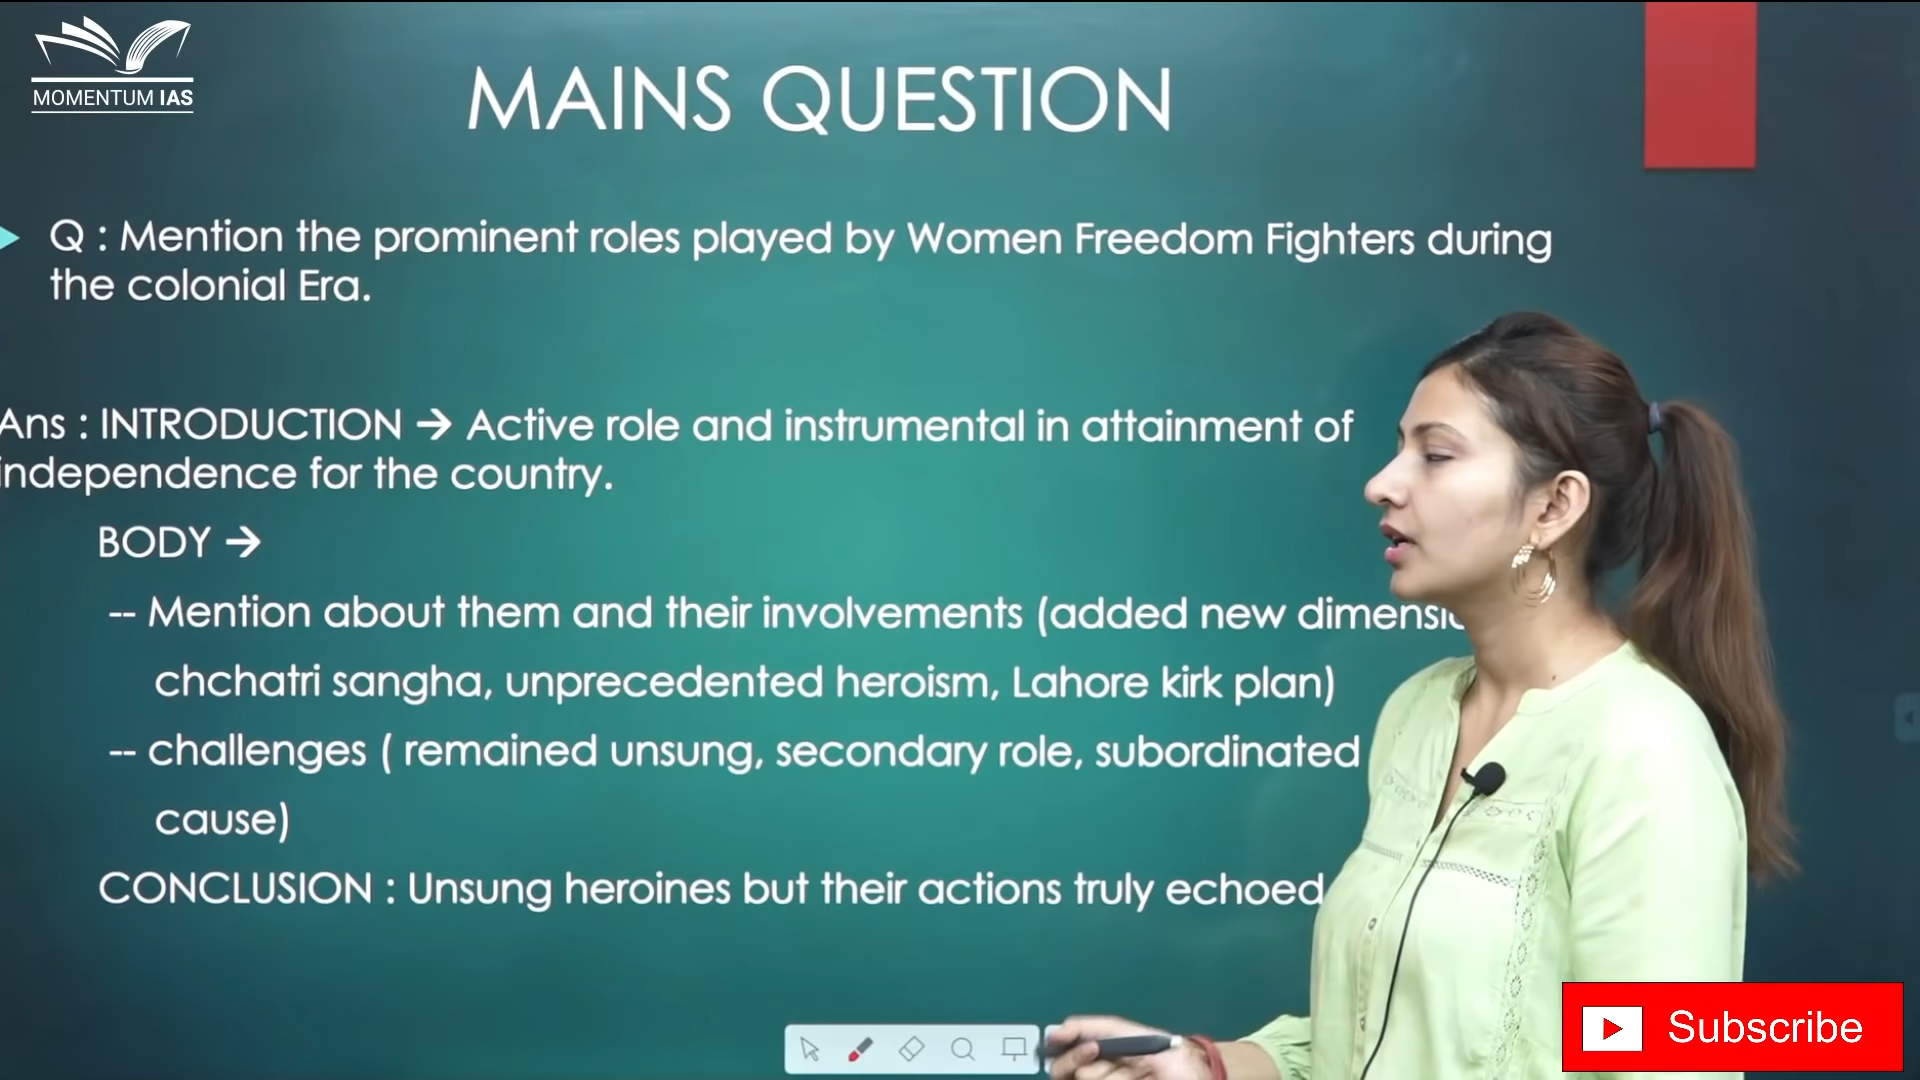 MOMENTUM IAS
MAINS QUESTION
Q : Mention the prominent roles played by Women Freedom Fighters during
the colonial Era.
Ans : INTRODUCTION → Active role and instrumental in attainment of
independence for the country.
BODY →
-- Mention about them and their involvements (added new
chchatri sangha, unprecedented heroism, Lahore kirk plan)
-- challenges ( remained unsung, secondary role, subordinated
cause)
CONCLUSION : Unsung heroines but their actions truly echoed
Subscribe